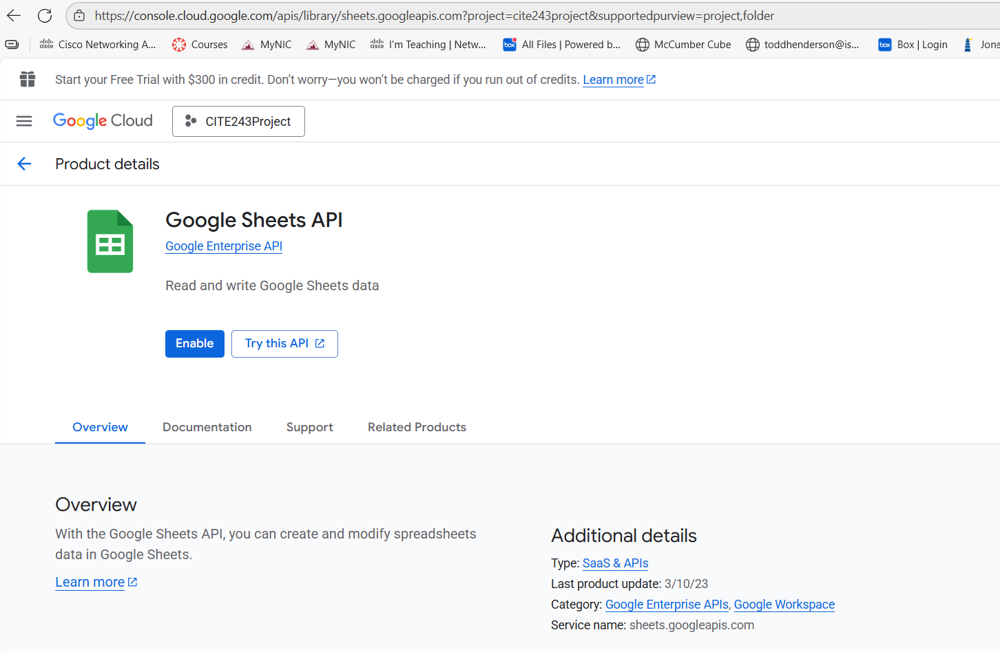 https://console.cloud.google.com/apis/library/sheets.googleapis.com?project=cite243project&supportedpurview=project,folder
Cisco Networking A... Courses MyNIC MyNIC I'm Teaching | Netw... box All Files | Powered b... McCumber Cube toddhenderson@is... box Box | Login Jone
Start your Free Trial with $300 in credit. Don’t worry—you won’t be charged if you run out of credits. Learn more
Google Cloud CITE243Project
Product details
Google Sheets API
Google Enterprise API
Read and write Google Sheets data
Enable Try this API
Overview Documentation Support Related Products
Overview
With the Google Sheets API, you can create and modify spreadsheets
data in Google Sheets.
Learn more
Additional details
Type: SaaS & APIs
Last product update: 3/10/23
Category: Google Enterprise APIs, Google Workspace
Service name: sheets.googleapis.com